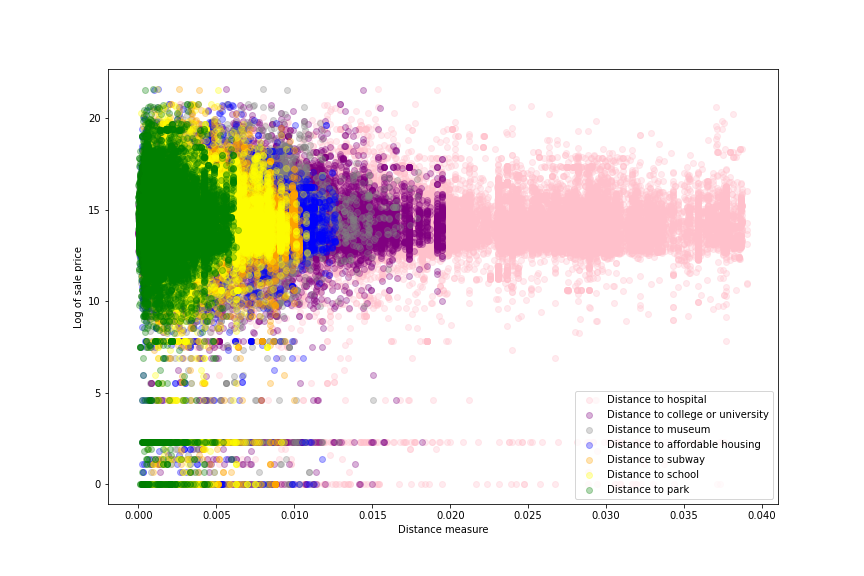 20
15
10
5
0
Log of sale price
0.000 0.005 0.010 0.015 0.020 0.025 0.030 0.035 0.040
Distance measure
Distance to hospital
Distance to college or university
Distance to museum
Distance to affordable housing
Distance to subway
Distance to school
Distance to park